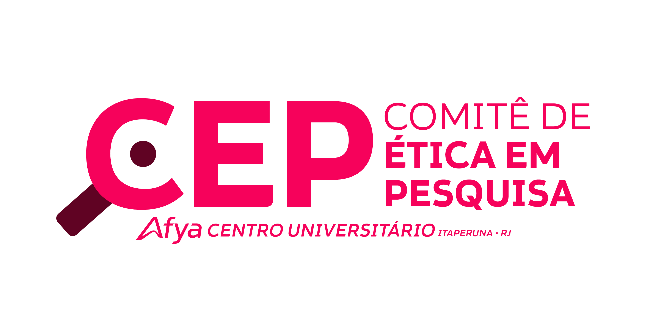 CEP
COMITÊ DE
ÉTICA EM
PESQUISA
Afya CENTRO UNIVERSITÁRIO ITAPERUNA - RJ